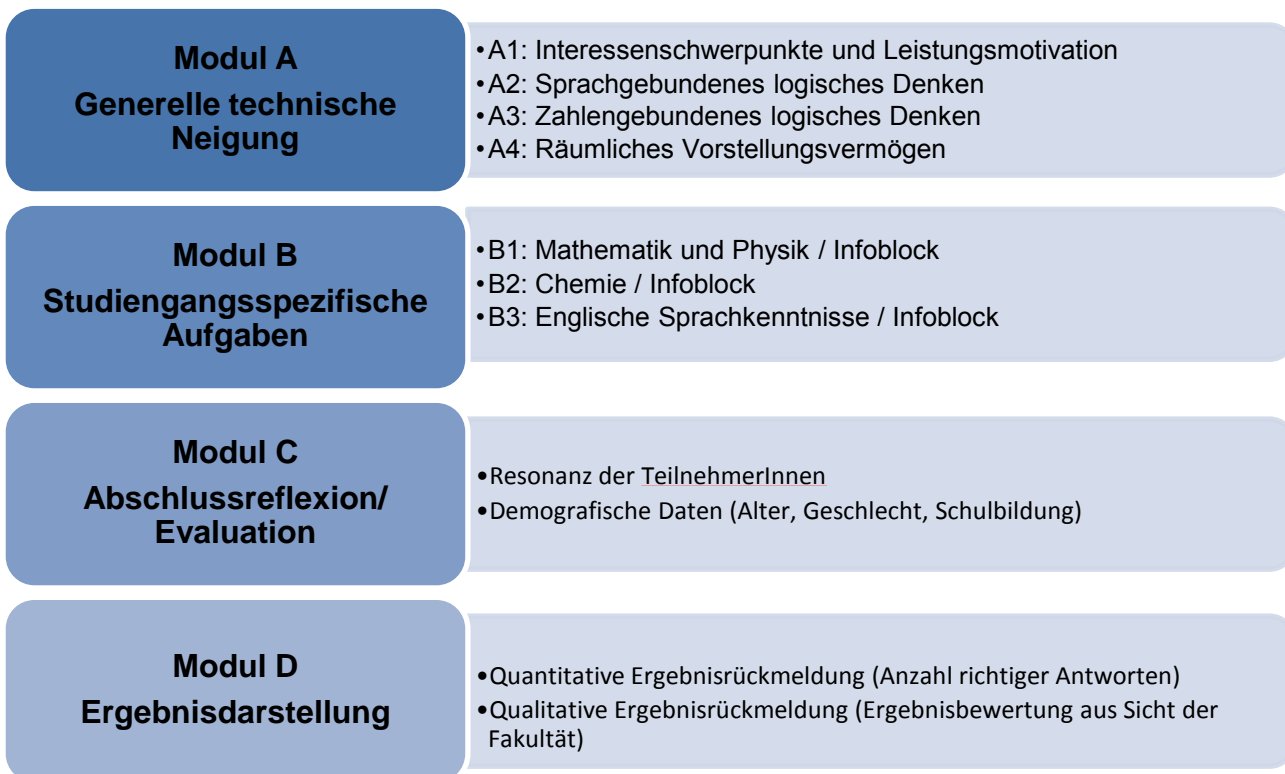 Modul A
Generelle technische
Neigung
•A1: Interessenschwerpunkte und Leistungsmotivation
•A2: Sprachgebundenes logisches Denken
•A3: Zahlengebundenes logisches Denken
•A4: Räumliches Vorstellungsvermögen
Modul B
Studiengangsspezifische
Aufgaben
•B1: Mathematik und Physik / Infoblock
•B2: Chemie / Infoblock
•B3: Englische Sprachkenntnisse / Infoblock
Modul C
Abschlussreflexion/
Evaluation
•Resonanz der TeilnehmerInnen
•Demografische Daten (Alter, Geschlecht, Schulbildung)
Modul D
Ergebnisdarstellung
•Quantitative Ergebnisrückmeldung (Anzahl richtiger Antworten)
•Qualitative Ergebnisrückmeldung (Ergebnisbewertung aus Sicht der
Fakultät)